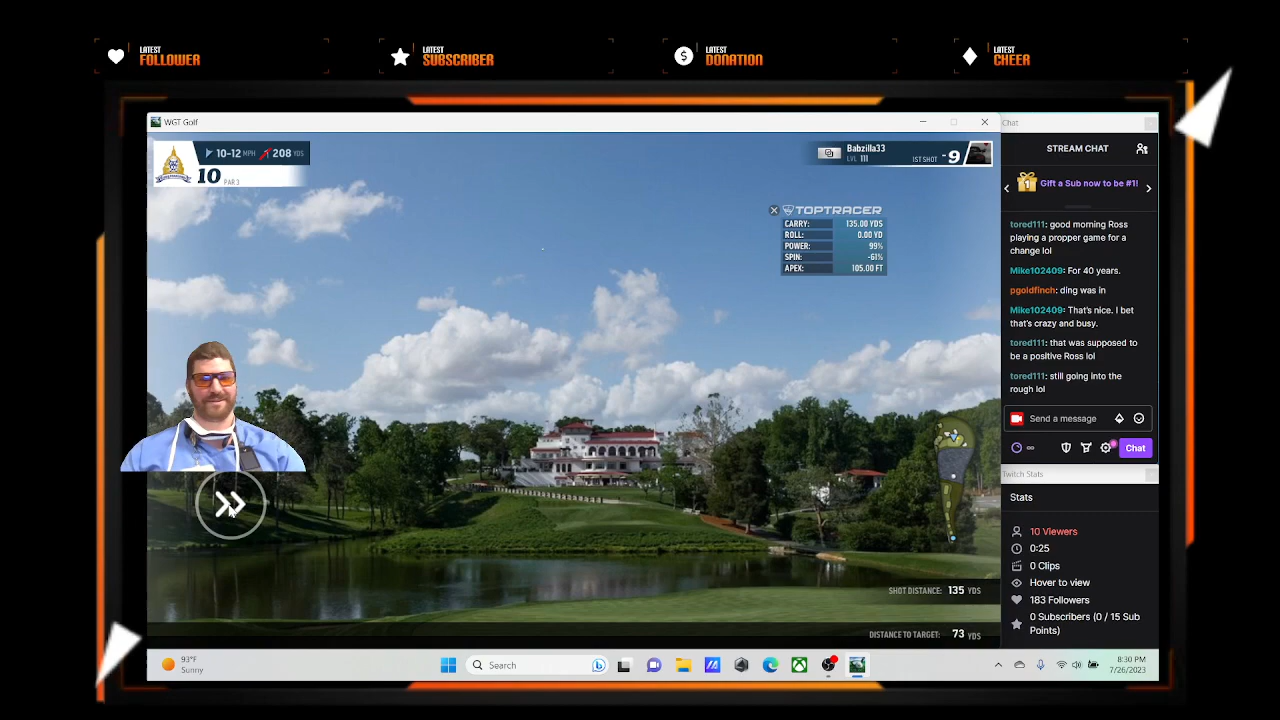 LATEST
FOLLOWER
LATEST
SUBSCRIBER
LATEST
DONATION
LATEST
CHEER
WGT Golf
10-12 MPH 208 YDS
10 PAR 3
Babzilla33
LVL 111
1ST SHOT -9
TOPTRACER
CARRY: 135.00 YDS
ROLL: 0.00 YD
POWER: 99%
SPIN: -61%
APEX: 105.00 FT
SHOT DISTANCE: 135 YDS
DISTANCE TO TARGET: 73 YDS
Chat
STREAM CHAT
1 Gift a Sub now to be #1!
tored111: good morning Ross
playing a propper game for a
change lol
Mike102409: For 40 years.
pgoldfinch: ding was in
Mike102409: That's nice. I bet
that's crazy and busy.
tored111: that was supposed to
be a positive Ross lol
tored111: still going into the
rough lol
Send a message
Chat
Twitch Stats
Stats
10 Viewers
0:25
0 Clips
Hover to view
183 Followers
0 Subscribers (0 / 15 Sub
Points)
93°F
Sunny
Search
8:30 PM
7/26/2023